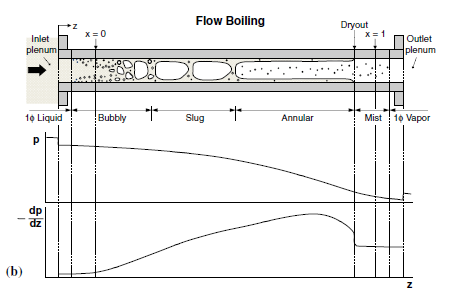 Flow Boiling
z
x = 0
Dryout
x = 1
Inlet
plenum
Outlet
plenum
1ϕ Liquid
Bubbly
Slug
Annular
Mist
1ϕ Vapor
p
− dp
dz
(b)
z